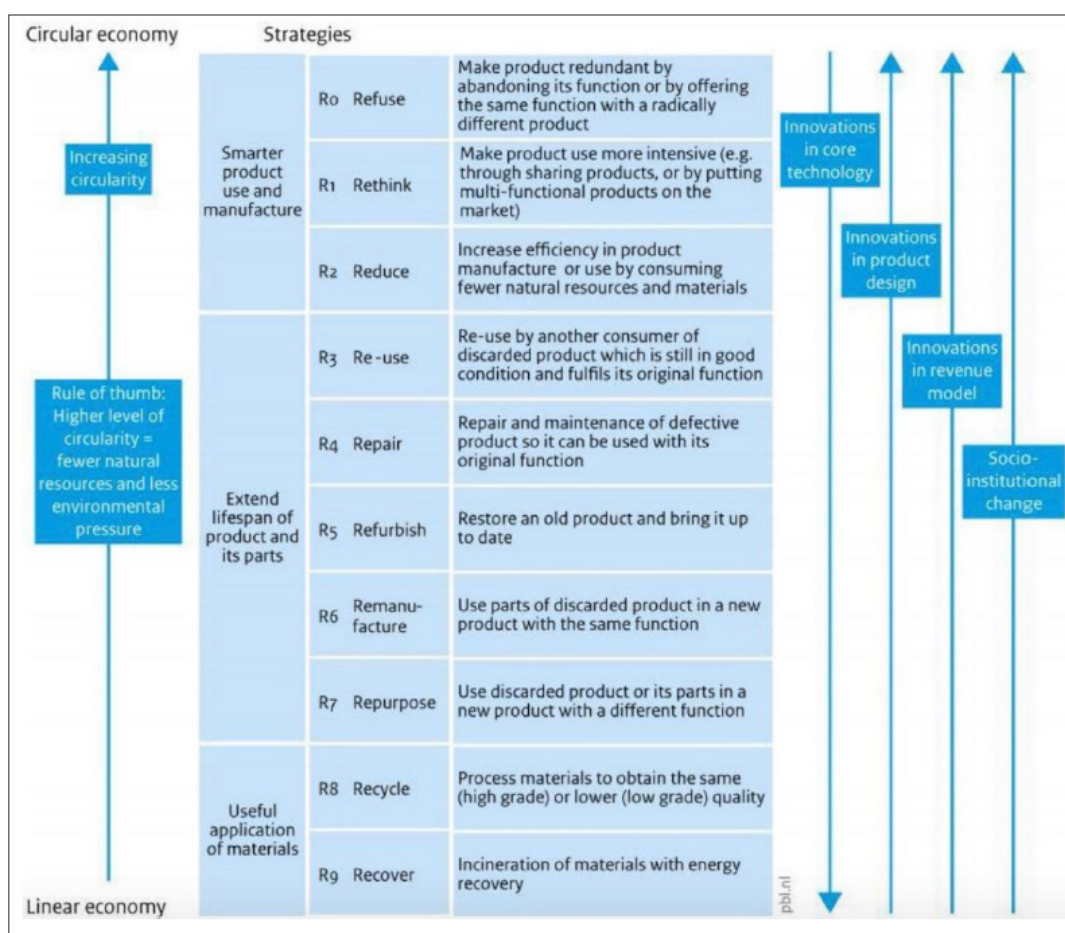 Circular economy
Strategies
Increasing
circularity
Rule of thumb:
Higher level of
circularity =
fewer natural
resources and less
environmental
pressure
Linear economy
Smarter
product
use and
manufacture
R0 Refuse
Make product redundant by
abandoning its function or by offering
the same function with a radically
different product
R1 Rethink
Make product use more intensive (e.g.
through sharing products, or by putting
multi-functional products on the
market)
R2 Reduce
Increase efficiency in product
manufacture or use by consuming
fewer natural resources and materials
Extend
lifespan of
product and
its parts
R3 Re-use
Re-use by another consumer of
discarded product which is still in good
condition and fulfils its original function
R4 Repair
Repair and maintenance of defective
product so it can be used with its
original function
R5 Refurbish
Restore an old product and bring it up
to date
R6 Remanu-
facture
Use parts of discarded product in a new
product with the same function
R7 Repurpose
Use discarded product or its parts in a
new product with a different function
Useful
application
of materials
R8 Recycle
Process materials to obtain the same
(high grade) or lower (low grade) quality
R9 Recover
Incineration of materials with energy
recovery
pbl.nl
Innovations
in core
technology
Innovations
in product
design
Innovations
in revenue
model
Socio-
institutional
change